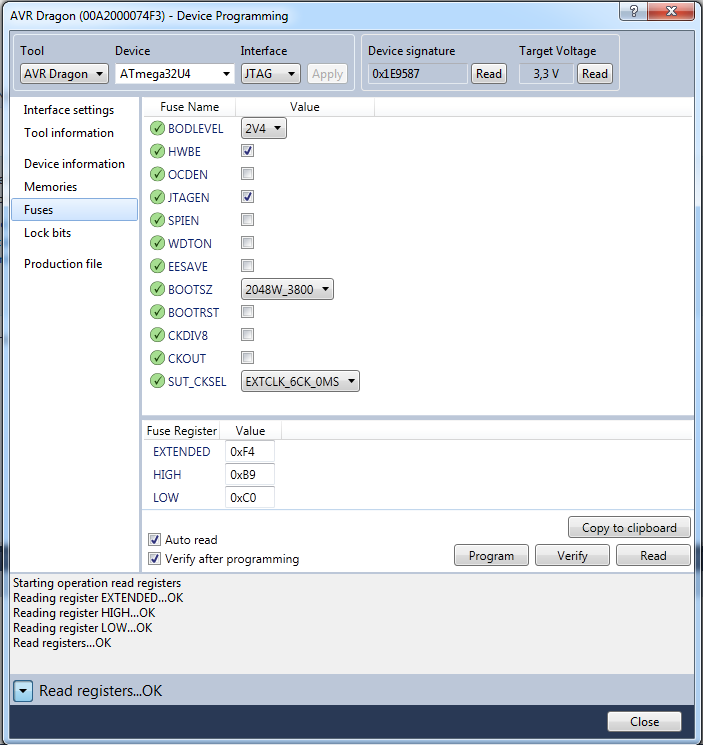 AVR Dragon (00A2000074F3) - Device Programming
Tool Device Interface Device signature Target Voltage
AVR Dragon ATmega32U4 JTAG Apply 0x1E9587 Read 3,3 V Read
Interface settings
Tool information
Device information
Memories
Fuses
Lock bits
Production file
Fuse Name Value
BODLEVEL 2V4
HWBE
OCDEN
JTAGEN
SPIEN
WDTON
EESAVE
BOOTSZ 2048W_3800
BOOTRST
CKDIV8
CKOUT
SUT_CKSEL EXTCLK_6CK_0MS
Fuse Register Value
EXTENDED 0xF4
HIGH 0xB9
LOW 0xC0
Copy to clipboard
Auto read
Verify after programming
Program Verify Read
Starting operation read registers
Reading register EXTENDED...OK
Reading register HIGH...OK
Reading register LOW...OK
Read registers...OK
Read registers...OK
Close